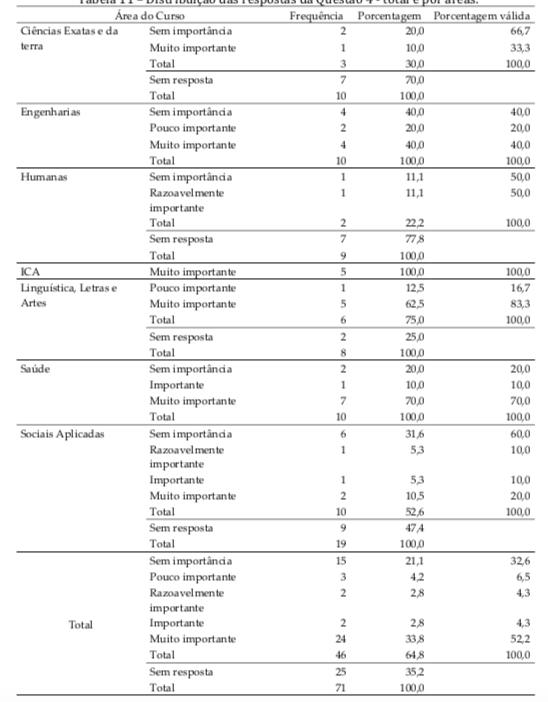 Tabela 11 – Distribuição das respostas da Questão 4 - total e por áreas.
Área do Curso Frequência Porcentagem Porcentagem válida
Ciências Exatas e da Sem importância 2 20,0 66,7
terra Muito importante 1 10,0 33,3
Total 3 30,0 100,0
Sem resposta 7 70,0
Total 10 100,0
Engenharias Sem importância 4 40,0 40,0
Pouco importante 2 20,0 20,0
Muito importante 4 40,0 40,0
Total 10 100,0 100,0
Humanas Sem importância 1 11,1 50,0
Razoavelmente 1 11,1 50,0
importante
Total 2 22,2 100,0
Sem resposta 7 77,8
Total 9 100,0
ICA Muito importante 5 100,0 100,0
Linguística, Letras e Pouco importante 1 12,5 16,7
Artes Muito importante 5 62,5 83,3
Total 6 75,0 100,0
Sem resposta 2 25,0
Total 8 100,0
Saúde Sem importância 2 20,0 20,0
Importante 1 10,0 10,0
Muito importante 7 70,0 70,0
Total 10 100,0 100,0
Sociais Aplicadas Sem importância 6 31,6 60,0
Razoavelmente 1 5,3 10,0
importante
Importante 1 5,3 10,0
Muito importante 2 10,5 20,0
Total 10 52,6 100,0
Sem resposta 9 47,4
Total 19 100,0
Sem importância 15 21,1 32,6
Pouco importante 3 4,2 6,5
Razoavelmente 2 2,8 4,3
importante
Total Importante 2 2,8 4,3
Muito importante 24 33,8 52,2
Total 46 64,8 100,0
Sem resposta 25 35,2
Total 71 100,0